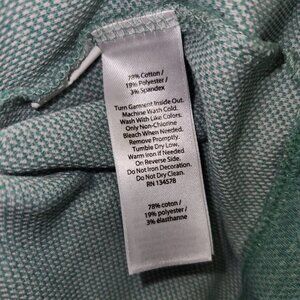 78% Cotton /
19% Polyester /
3% Spandex
Turn Garment Inside Out.
Machine Wash Cold.
Wash With Like Colors.
Only Non-Chlorine
Bleach When Needed.
Remove Promptly.
Tumble Dry Low.
Warm Iron if Needed
On Reverse Side.
Do Not Iron Decoration.
Do Not Dry Clean.
RN 134578
78% coton /
19% polyester /
3% élasthanne